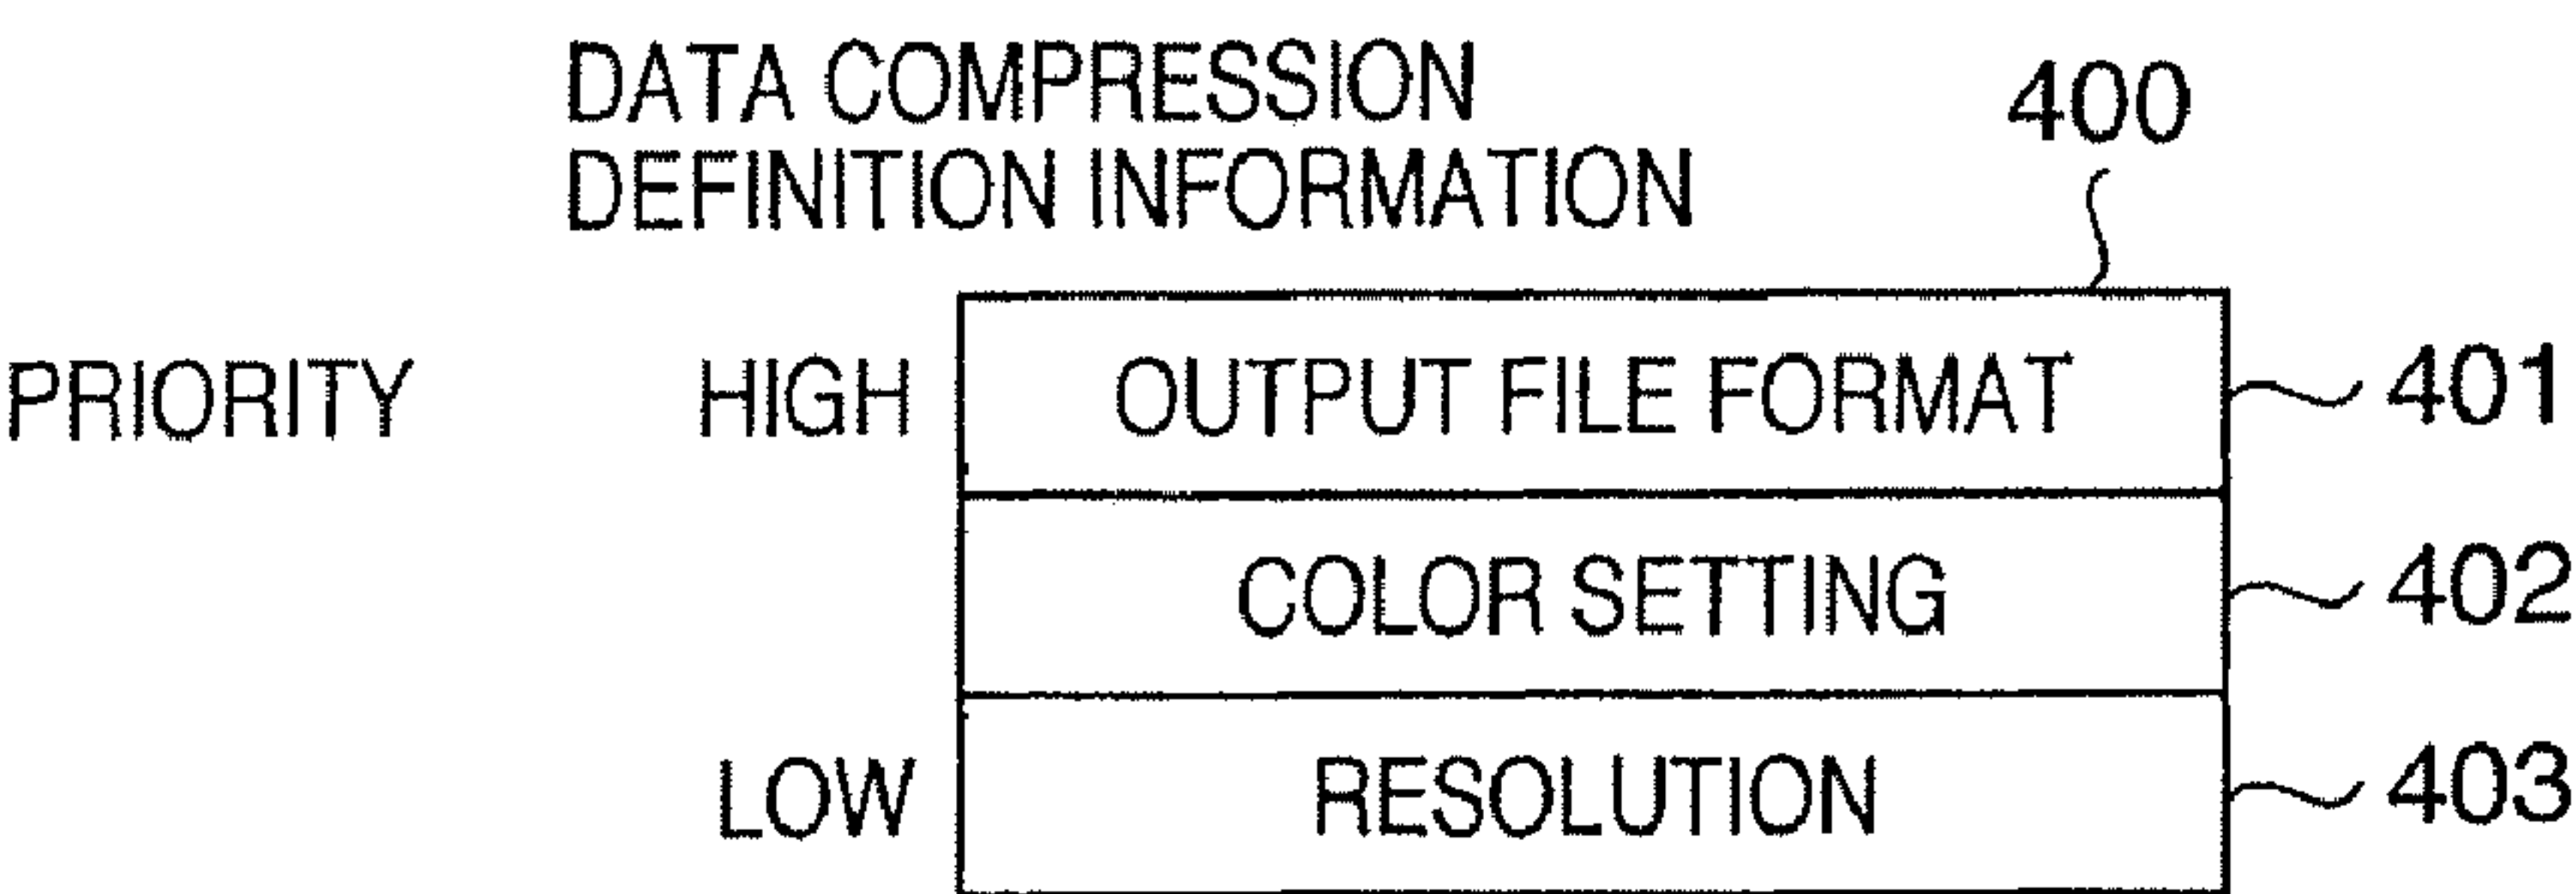 DATA COMPRESSION
DEFINITION INFORMATION
400
PRIORITY HIGH OUTPUT FILE FORMAT 401
COLOR SETTING 402
LOW RESOLUTION 403